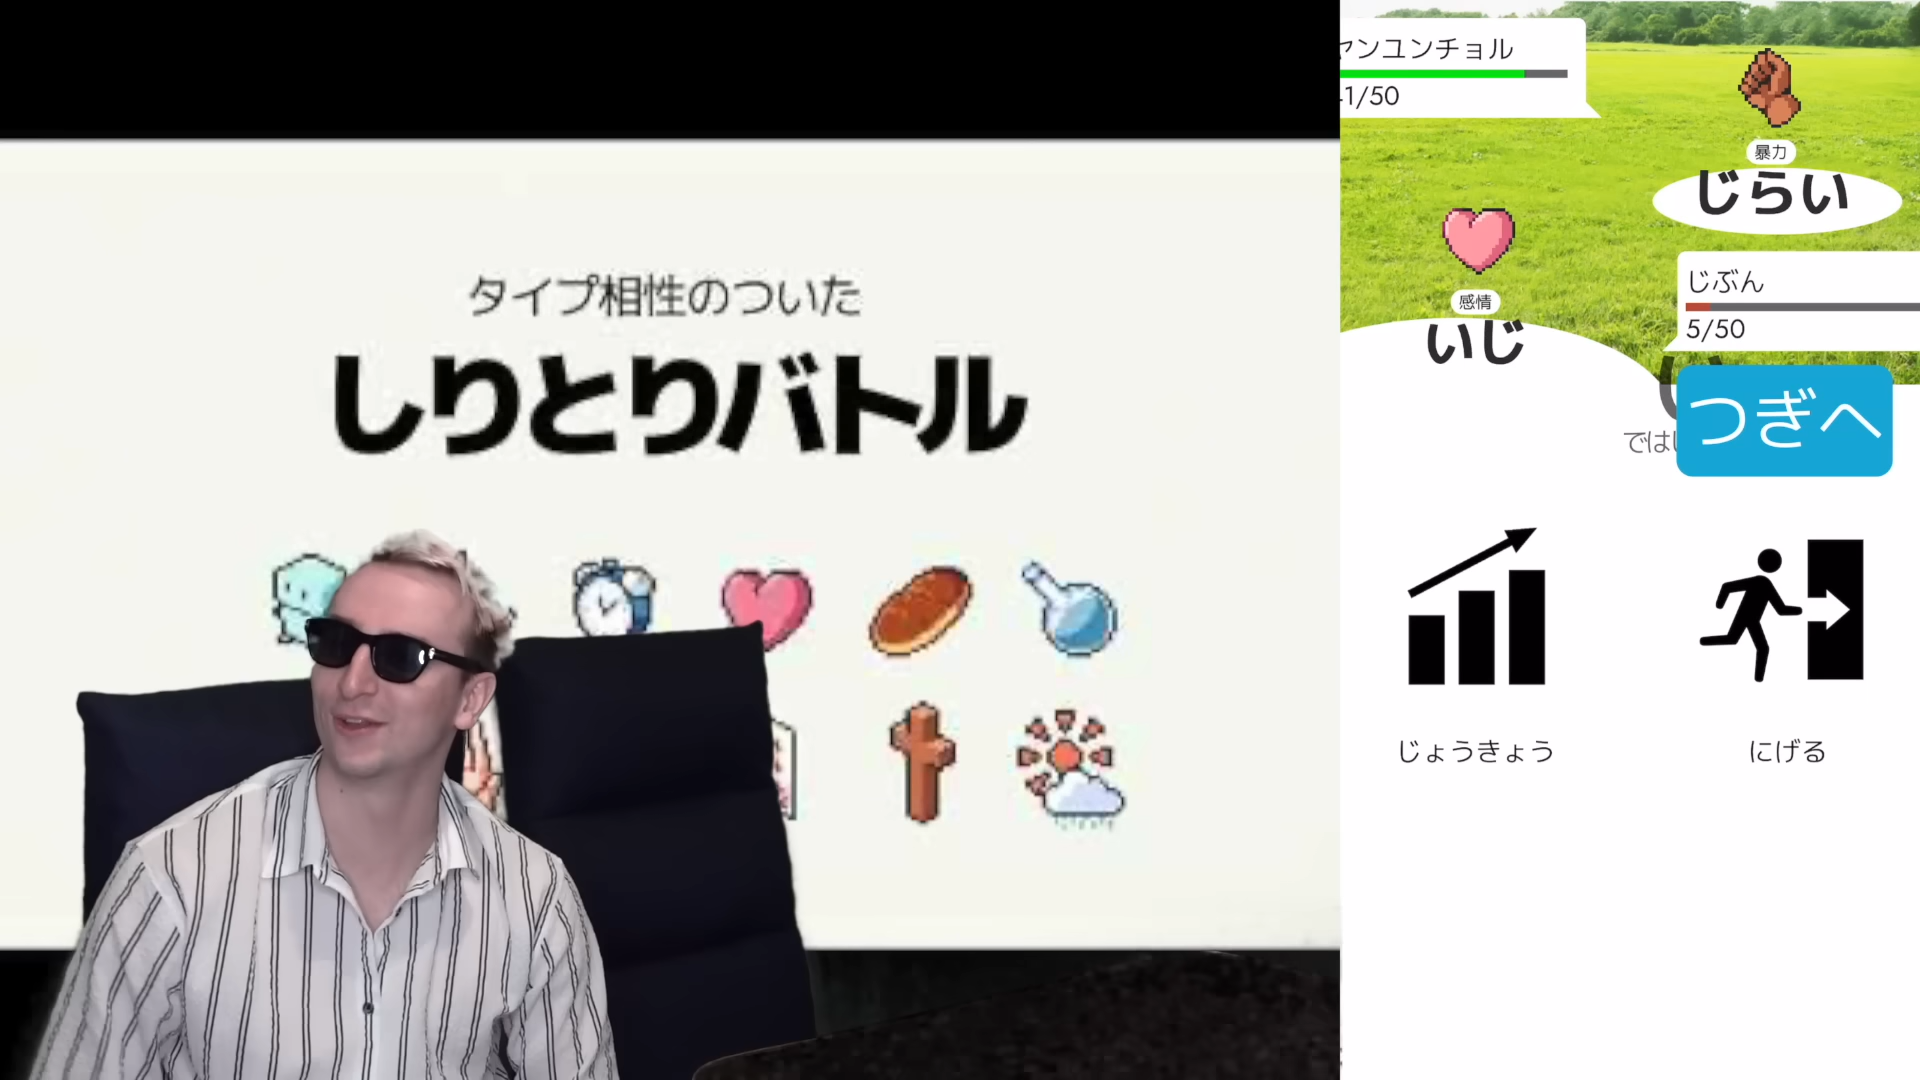 タイプ相性のついた
しりとりバトル
ヤンユンチョル
41/50
暴力
じらい
感情
いじ
じぶん
5/50
つぎへ
では
じょうきょう
にげる